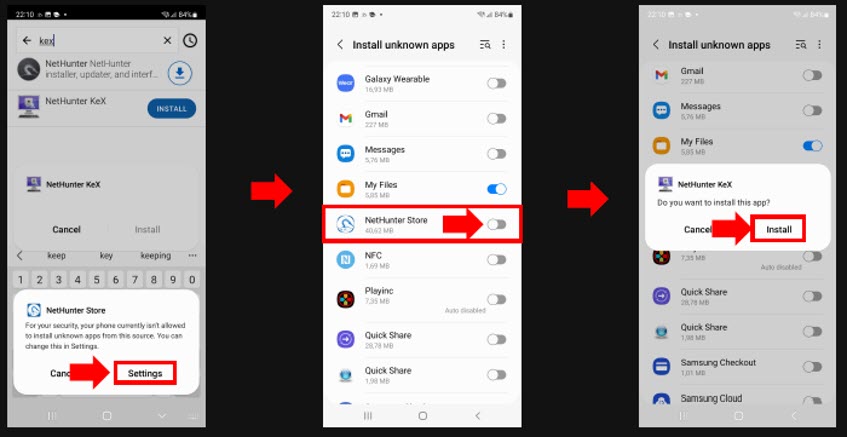 22:10 84%
kex
NetHunter NetHunter
installer, updater, and interf...
NetHunter KeX
INSTALL
NetHunter KeX
Cancel Install
keep key keeping ...
1 2 3 4 5 6 7 8 9 0
NetHunter Store
For your security, your phone currently isn't allowed
to install unknown apps from this source. You can
change this in Settings.
Settings
22:10 84%
Install unknown apps
Galaxy Wearable
16,93 MB
Gmail
227 MB
Messages
5,76 MB
My Files
5,85 MB
NetHunter Store
40,62 MB
NFC
1,69 MB
Playinc
7,35 MB
Auto disabled
Quick Share
28,78 MB
Quick Share
1,98 MB
22:10 84%
Install unknown apps
Gmail
227 MB
Messages
5,76 MB
My Files
5,85 MB
NetHunter KeX
Do you want to install this app?
Cancel Install
7,35 MB
Auto disabled
Quick Share
28,78 MB
Quick Share
1,98 MB
Samsung Checkout
1,01 MB
Samsung Cloud